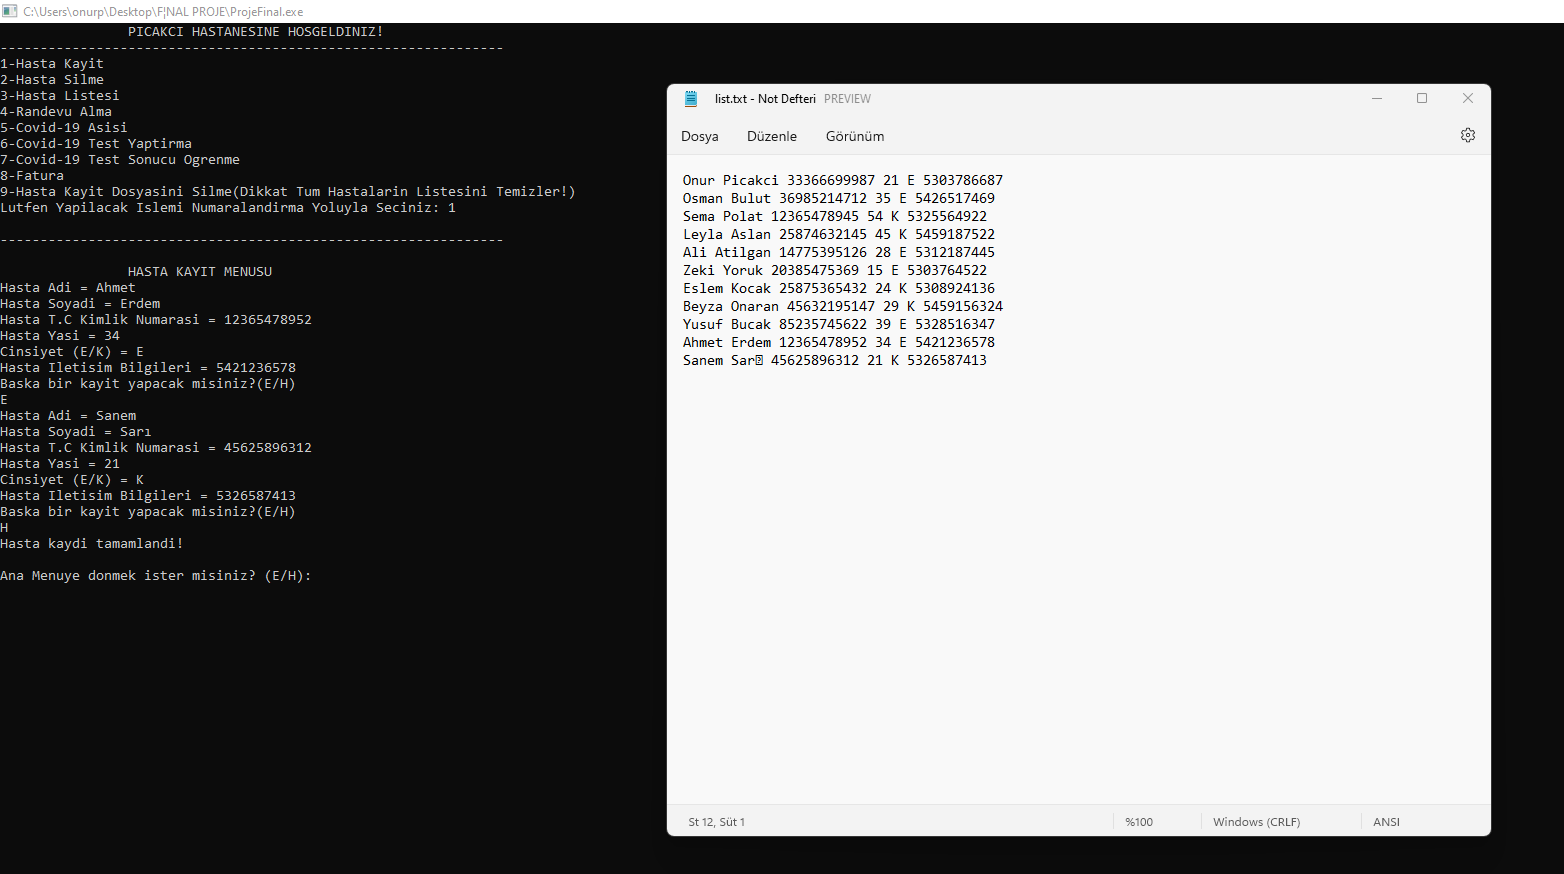 C:\Users\onurp\Desktop\F¦NAL PROJE\ProjeFinal.exe
PICAKCI HASTANESINE HOSGELDINIZ!
---------------------------------------------------------------
1-Hasta Kayit
2-Hasta Silme
3-Hasta Listesi
4-Randevu Alma
5-Covid-19 Asisi
6-Covid-19 Test Yaptirma
7-Covid-19 Test Sonucu Ogrenme
8-Fatura
9-Hasta Kayit Dosyasini Silme(Dikkat Tum Hastalarin Listesini Temizler!)
Lutfen Yapilacak Islemi Numaralandirma Yoluyla Seciniz: 1
---------------------------------------------------------------
HASTA KAYIT MENUSU
Hasta Adi = Ahmet
Hasta Soyadi = Erdem
Hasta T.C Kimlik Numarasi = 12365478952
Hasta Yasi = 34
Cinsiyet (E/K) = E
Hasta Iletisim Bilgileri = 5421236578
Baska bir kayit yapacak misiniz?(E/H)
E
Hasta Adi = Sanem
Hasta Soyadi = Sarı
Hasta T.C Kimlik Numarasi = 45625896312
Hasta Yasi = 21
Cinsiyet (E/K) = K
Hasta Iletisim Bilgileri = 5326587413
Baska bir kayit yapacak misiniz?(E/H)
H
Hasta kaydi tamamlandi!
Ana Menuye donmek ister misiniz? (E/H):
list.txt - Not Defteri PREVIEW
Dosya Düzenle Görünüm
Onur Picakci 33366699987 21 E 5303786687
Osman Bulut 36985214712 35 E 5426517469
Sema Polat 12365478945 54 K 5325564922
Leyla Aslan 25874632145 45 K 5459187522
Ali Atilgan 14775395126 28 E 5312187445
Zeki Yoruk 20385475369 15 E 5303764522
Eslem Kocak 25875365432 24 K 5308924136
Beyza Onaran 45632195147 29 K 5459156324
Yusuf Bucak 85235745622 39 E 5328516347
Ahmet Erdem 12365478952 34 E 5421236578
Sanem Sar⍰ 45625896312 21 K 5326587413
St 12, Süt 1 %100 Windows (CRLF) ANSI